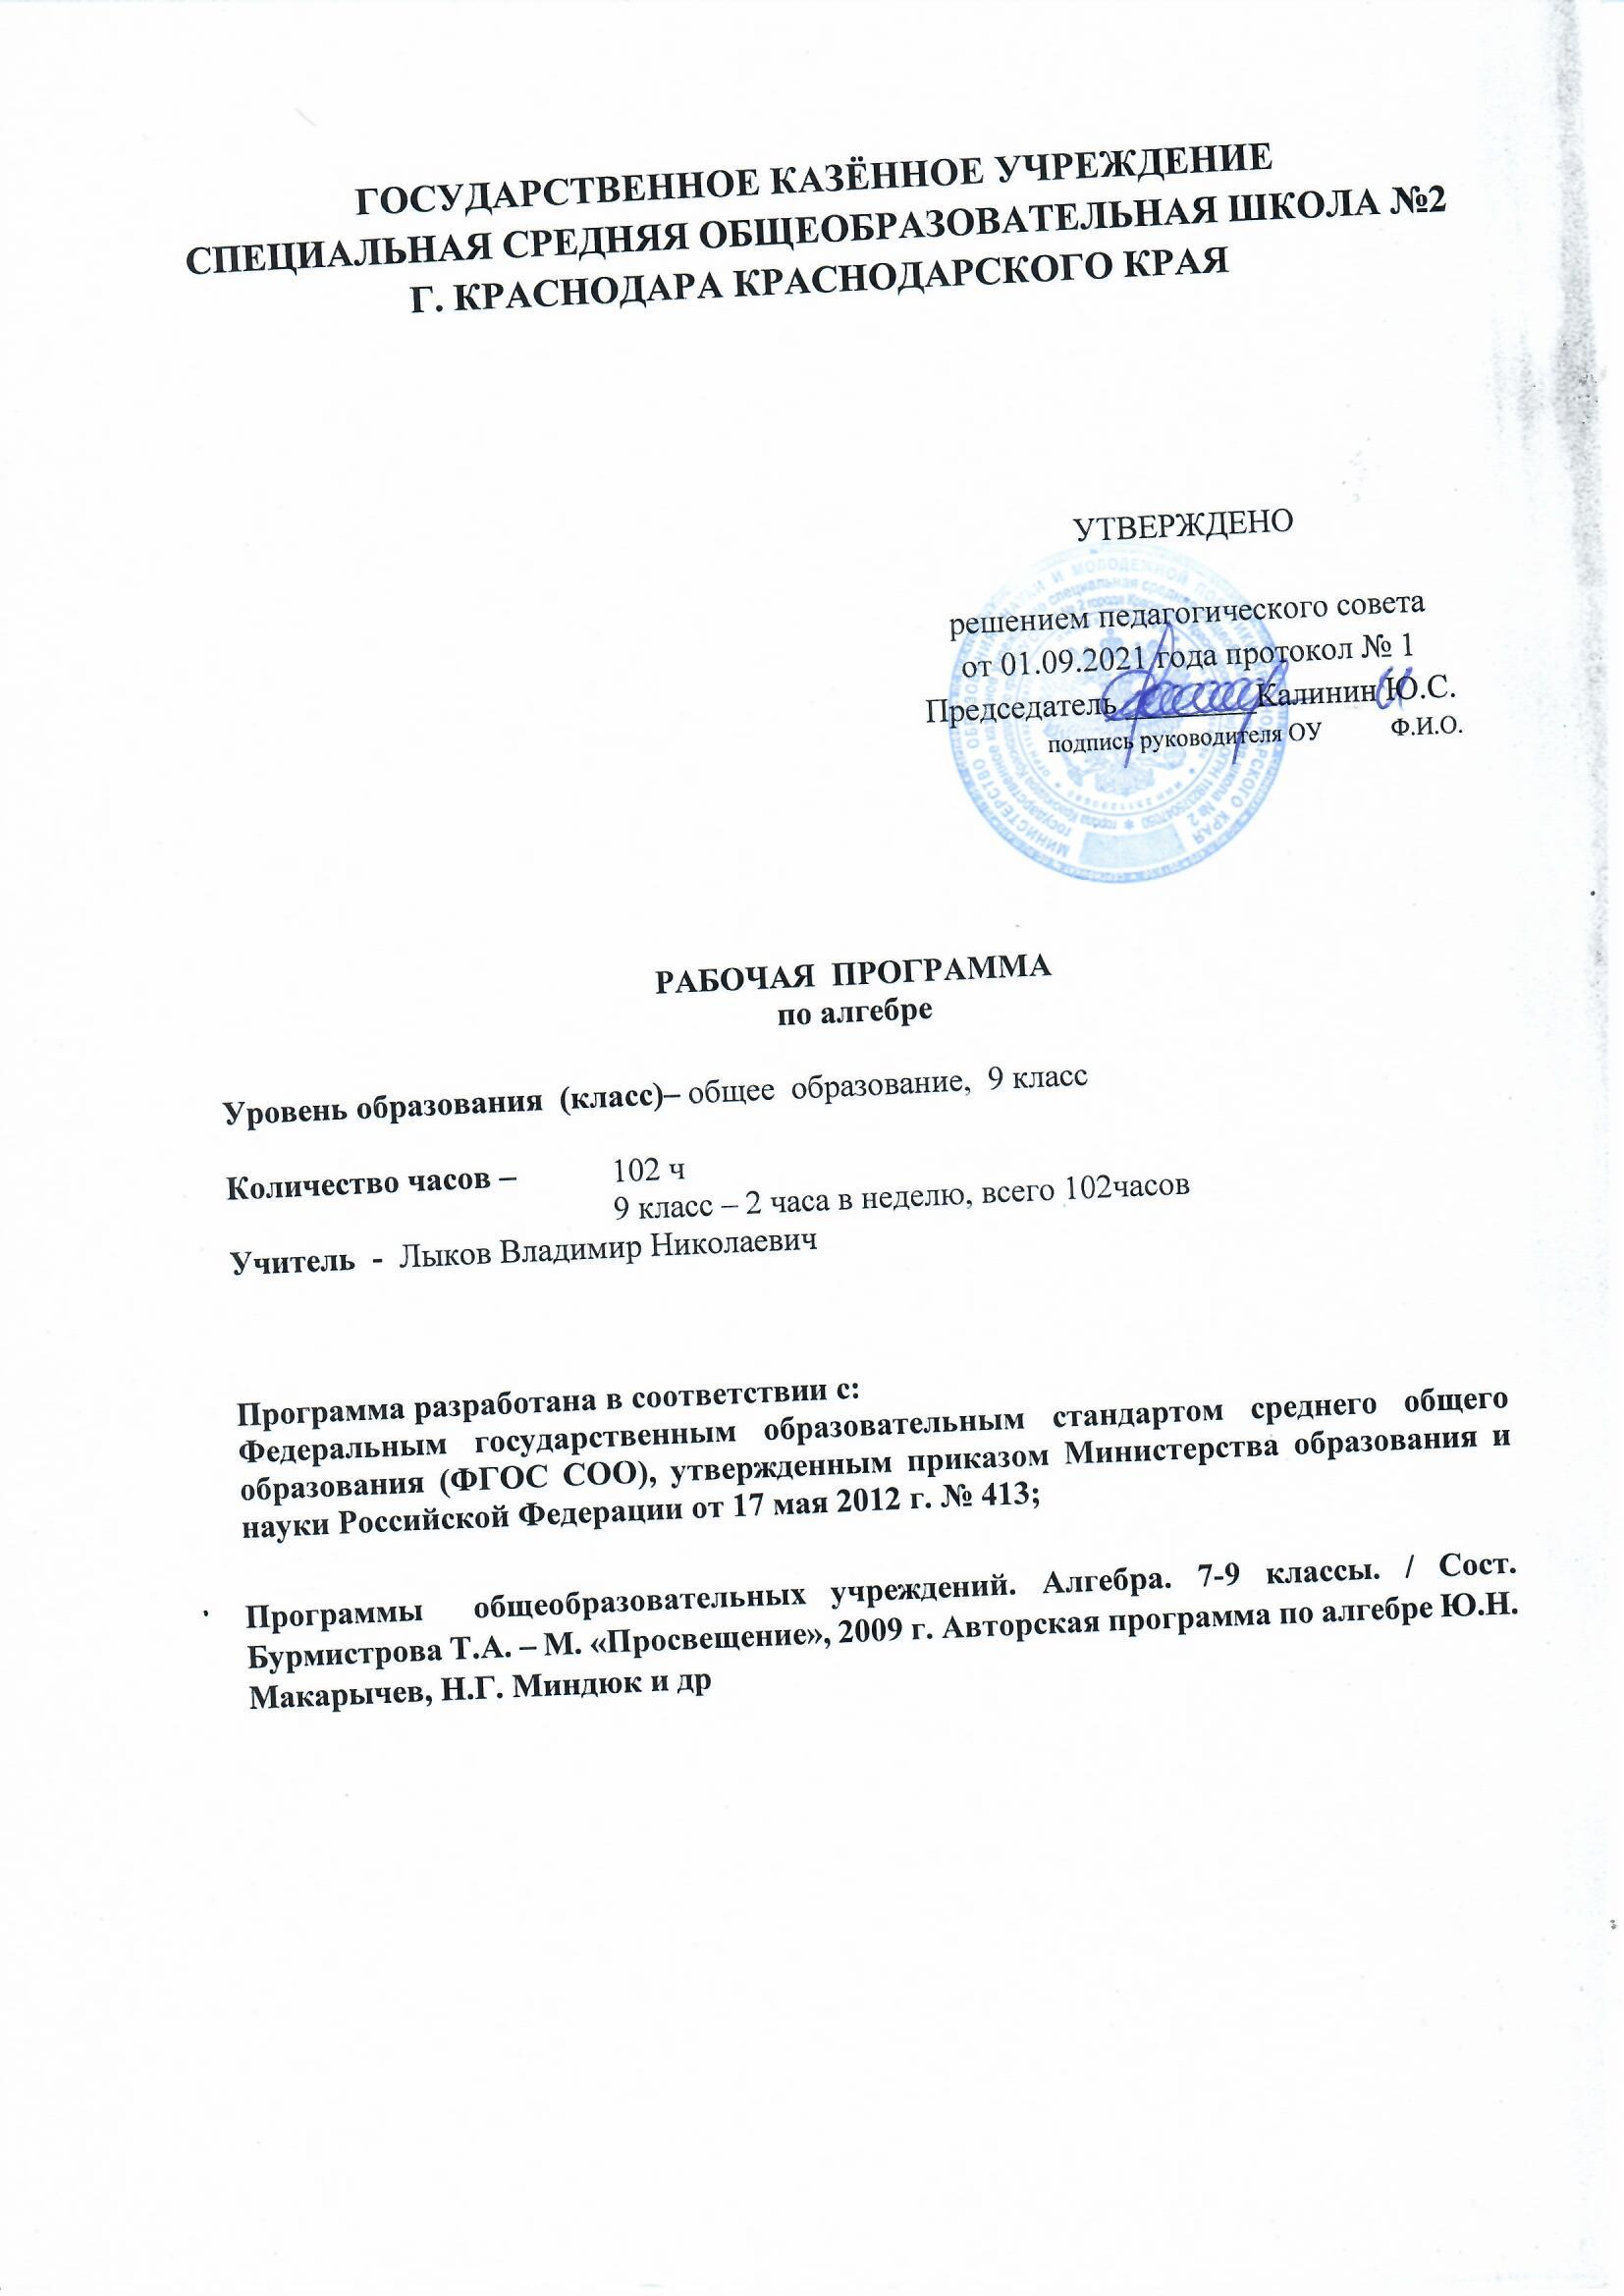 ГОСУДАРСТВЕННОЕ КАЗЁННОЕ УЧРЕЖДЕНИЕ
СПЕЦИАЛЬНАЯ СРЕДНЯЯ ОБЩЕОБРАЗОВАТЕЛЬНАЯ ШКОЛА №2
Г. КРАСНОДАРА КРАСНОДАРСКОГО КРАЯ
УТВЕРЖДЕНО
решением педагогического совета
от 01.09.2021 года протокол № 1
Председатель ________ Калинин Ю.С.
подпись руководителя ОУ Ф.И.О.
РАБОЧАЯ ПРОГРАММА
по алгебре
Уровень образования (класс)– общее образование, 9 класс
Количество часов – 102 ч
9 класс – 2 часа в неделю, всего 102часов
Учитель - Лыков Владимир Николаевич
Программа разработана в соответствии с:
Федеральным государственным образовательным стандартом среднего общего
образования (ФГОС СОО), утвержденным приказом Министерства образования и
науки Российской Федерации от 17 мая 2012 г. № 413;
Программы общеобразовательных учреждений. Алгебра. 7-9 классы. / Сост.
Бурмистрова Т.А. – М. «Просвещение», 2009 г. Авторская программа по алгебре Ю.Н.
Макарычев, Н.Г. Миндюк и др